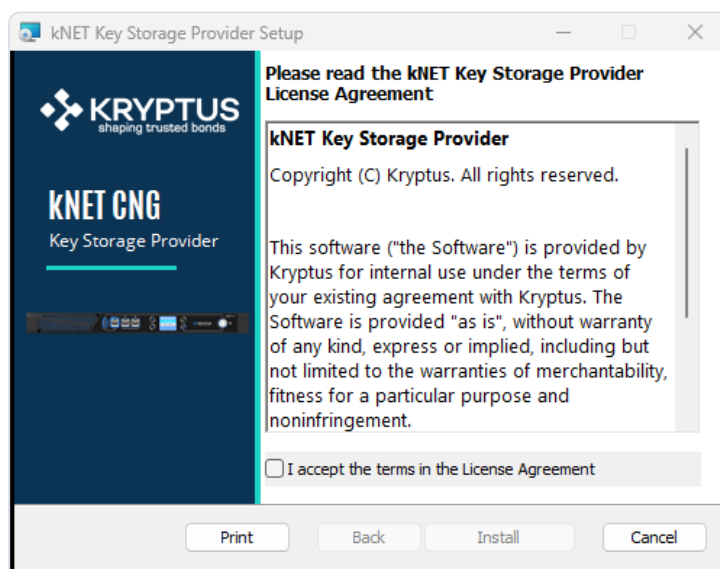 kNET Key Storage Provider Setup
KRYPTUS
shaping trusted bonds
kNET CNG
Key Storage Provider
Please read the kNET Key Storage Provider
License Agreement
kNET Key Storage Provider
Copyright (C) Kryptus. All rights reserved.
This software ("the Software") is provided by
Kryptus for internal use under the terms of
your existing agreement with Kryptus. The
Software is provided "as is", without warranty
of any kind, express or implied, including but
not limited to the warranties of merchantability,
fitness for a particular purpose and
noninfringement.
I accept the terms in the License Agreement
Print
Back
Install
Cancel